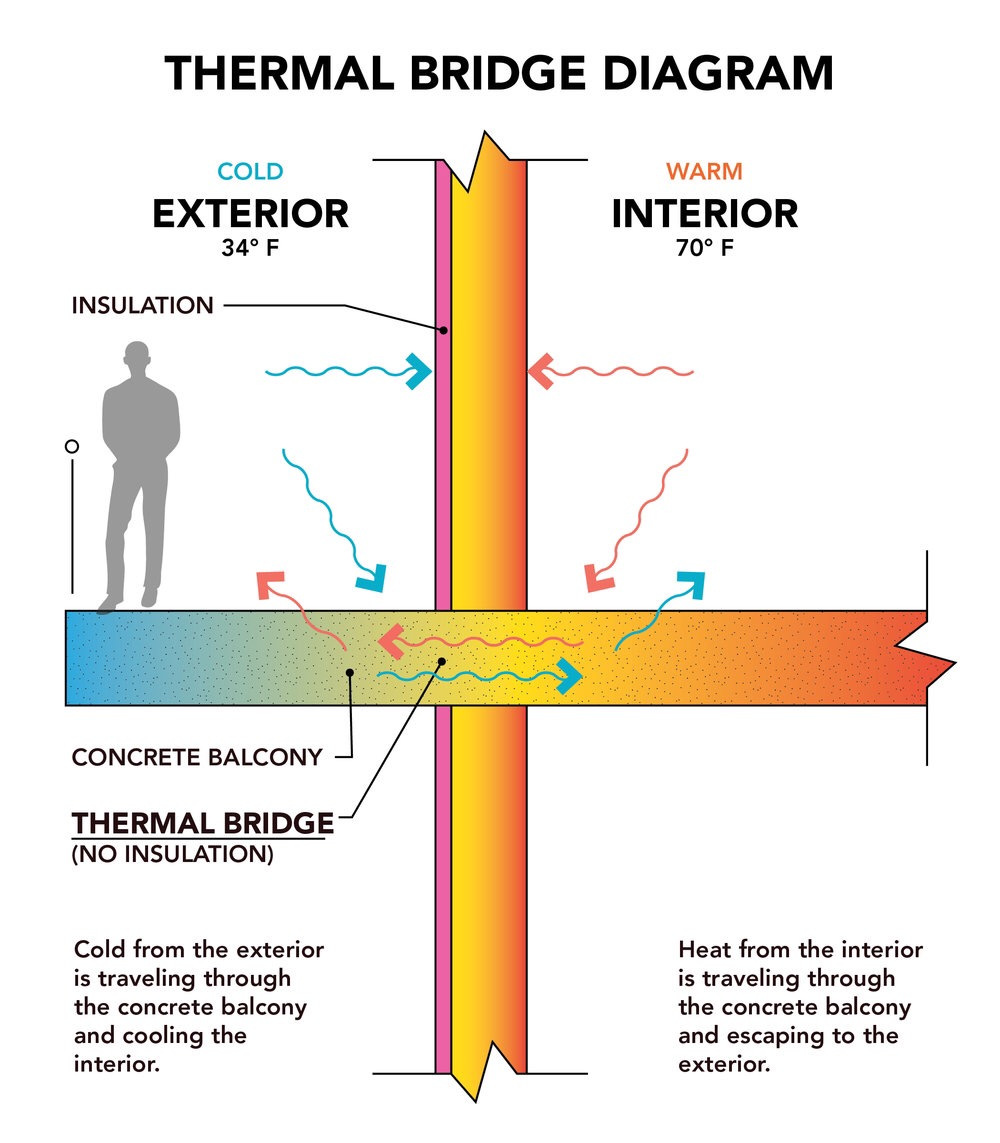 THERMAL BRIDGE DIAGRAM
COLD
EXTERIOR
34° F
WARM
INTERIOR
70° F
INSULATION
CONCRETE BALCONY
THERMAL BRIDGE
(NO INSULATION)
Cold from the exterior
is traveling through
the concrete balcony
and cooling the
interior.
Heat from the interior
is traveling through
the concrete balcony
and escaping to the
exterior.